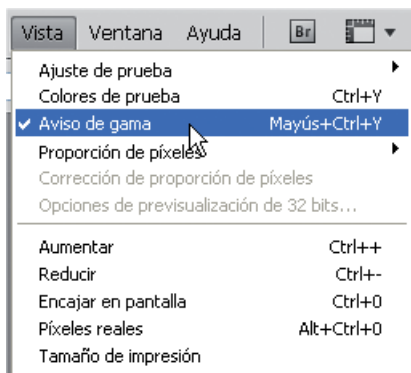 Vista Ventana Ayuda Br
Ajuste de prueba
Colores de prueba Ctrl+Y
Aviso de gama Mayús+Ctrl+Y
Proporción de píxeles
Corrección de proporción de píxeles
Opciones de previsualización de 32 bits...
Aumentar Ctrl++
Reducir Ctrl+-
Encajar en pantalla Ctrl+0
Píxeles reales Alt+Ctrl+0
Tamaño de impresión